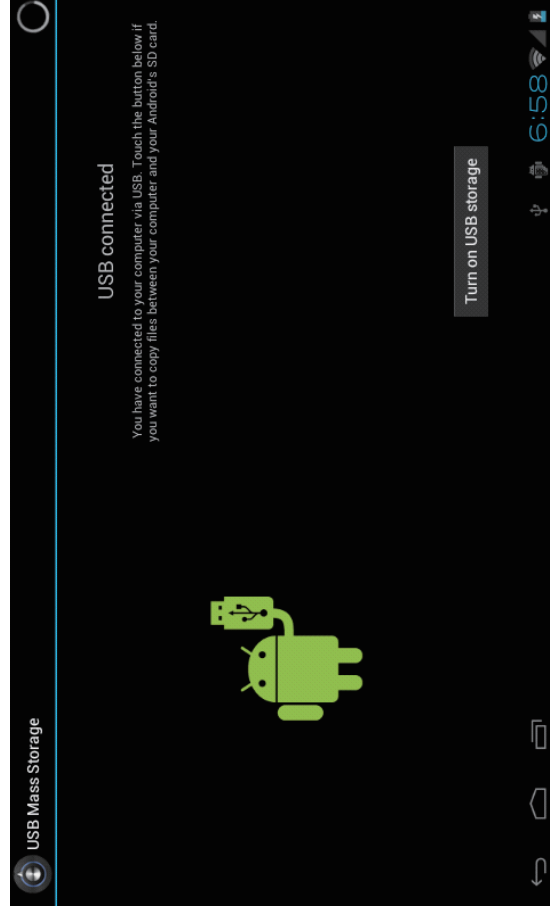 USB Mass Storage
USB connected
You have connected to your computer via USB. Touch the button below if
you want to copy files between your computer and your Android's SD card.
Turn on USB storage
6:58